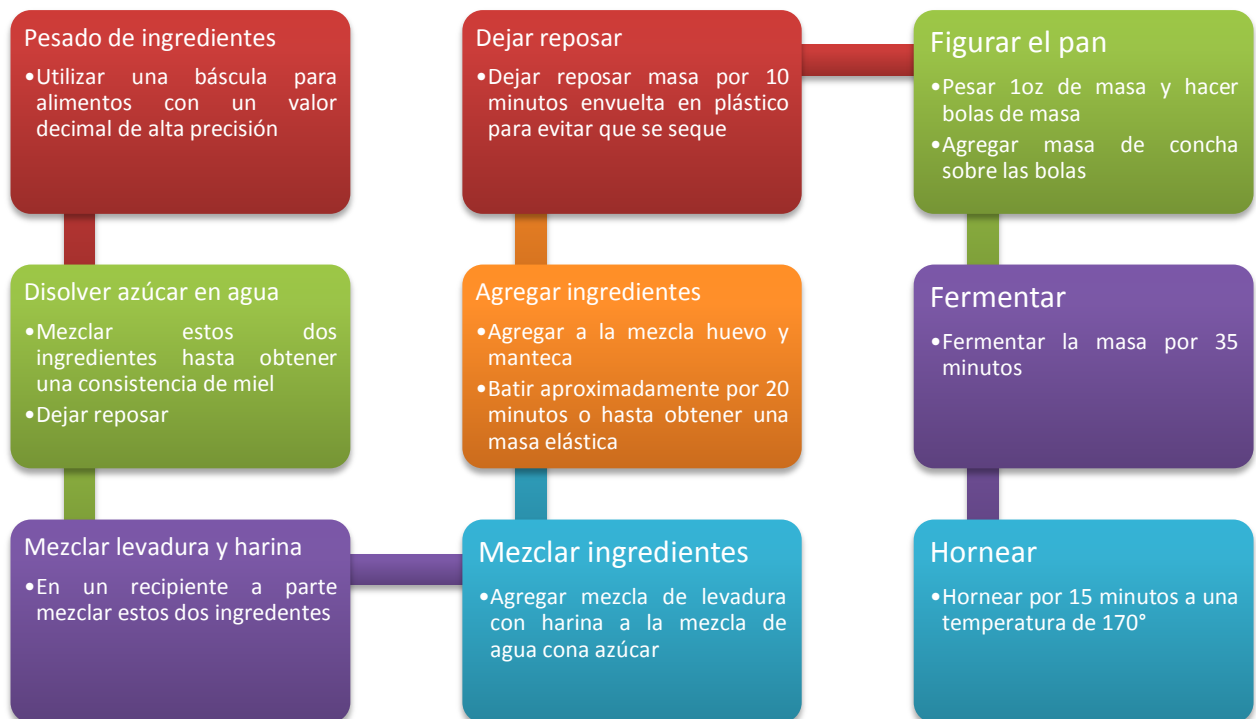 Pesado de ingredientes
•Utilizar una báscula para
alimentos con un valor
decimal de alta precisión
Disolver azúcar en agua
•Mezclar estos dos
ingredientes hasta obtener
una consistencia de miel
•Dejar reposar
Mezclar levadura y harina
•En un recipiente a parte
mezclar estos dos ingredentes
Mezclar ingredientes
•Agregar mezcla de levadura
con harina a la mezcla de
agua cona azúcar
Agregar ingredientes
•Agregar a la mezcla huevo y
manteca
•Batir aproximadamente por 20
minutos o hasta obtener una
masa elástica
Dejar reposar
•Dejar reposar masa por 10
minutos envuelta en plástico
para evitar que se seque
Figurar el pan
•Pesar 1oz de masa y hacer
bolas de masa
•Agregar masa de concha
sobre las bolas
Fermentar
•Fermentar la masa por 35
minutos
Hornear
•Hornear por 15 minutos a una
temperatura de 170°